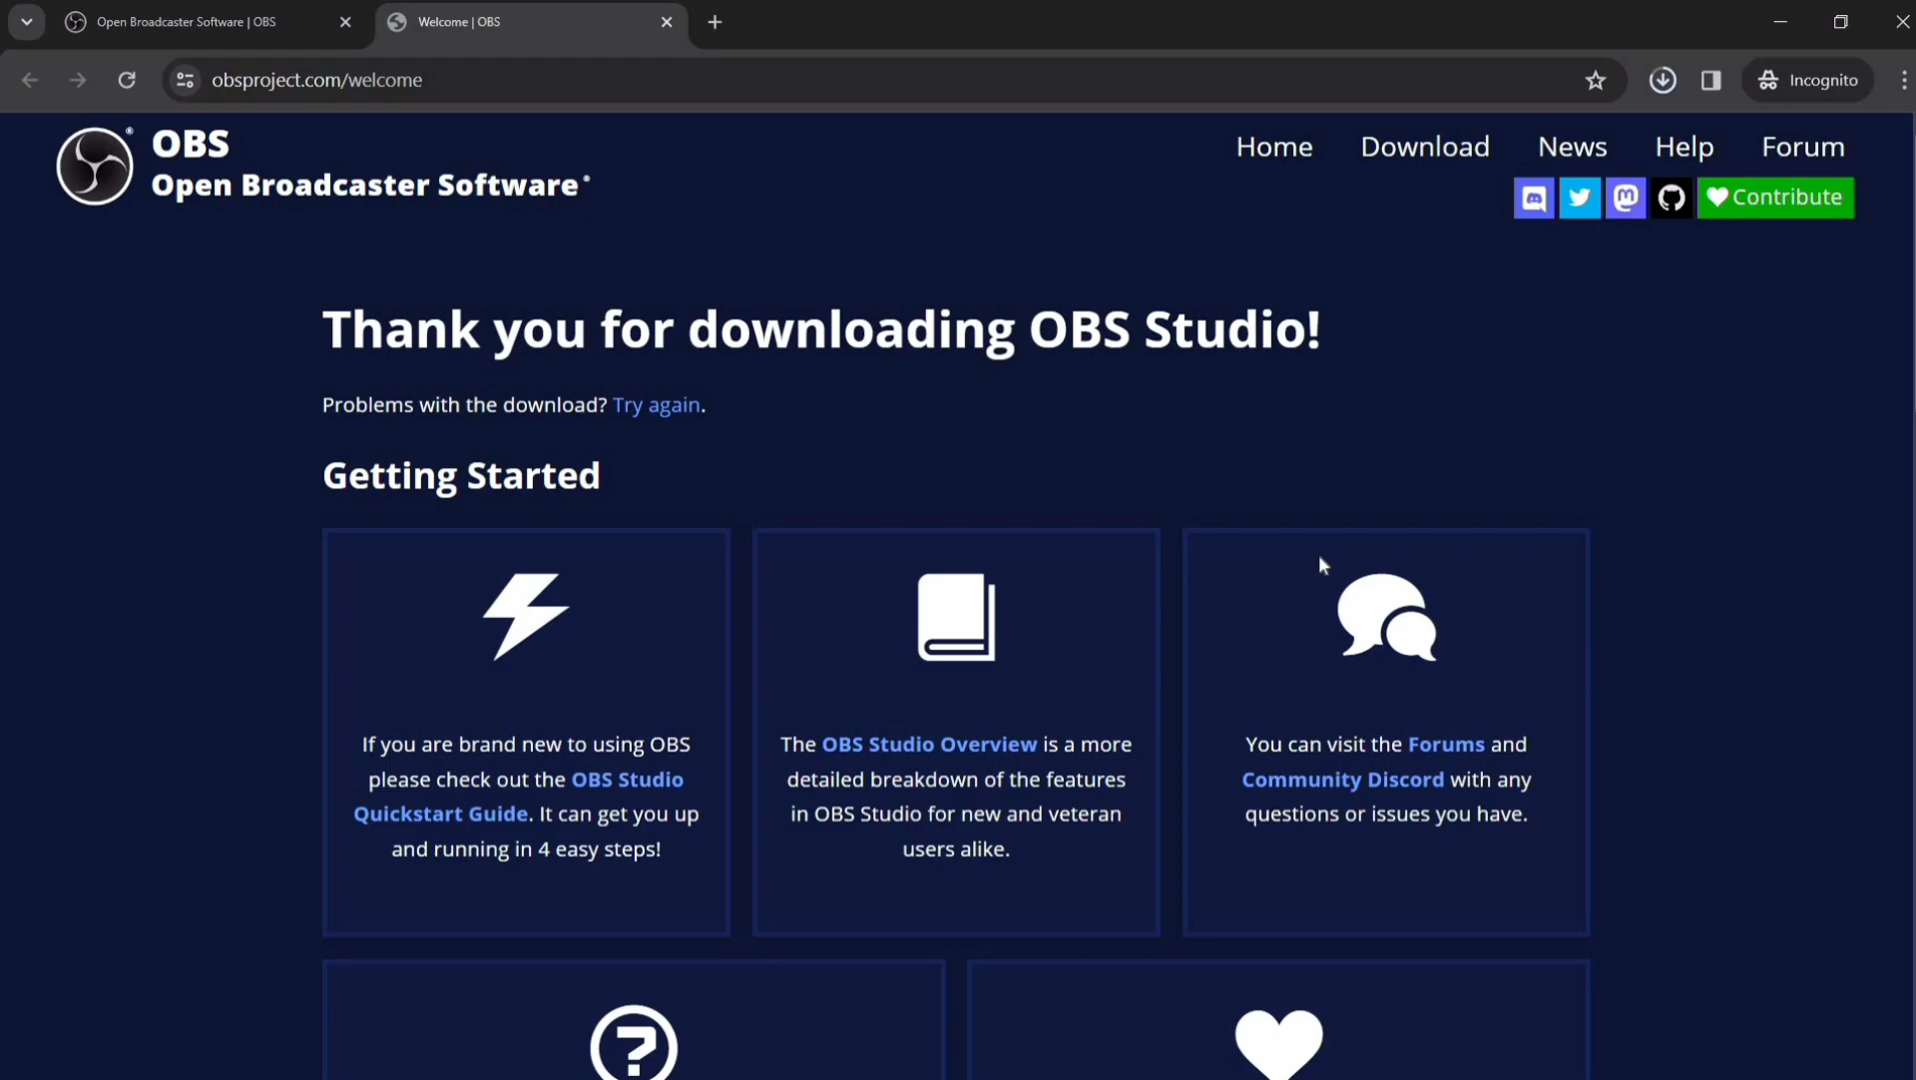 Open Broadcaster Software | OBS
Welcome | OBS
obsproject.com/welcome
Incognito
OBS
Open Broadcaster Software
Home
Download
News
Help
Forum
Contribute
Thank you for downloading OBS Studio!
Problems with the download? Try again.
Getting Started
If you are brand new to using OBS
please check out the OBS Studio
Quickstart Guide. It can get you up
and running in 4 easy steps!
The OBS Studio Overview is a more
detailed breakdown of the features
in OBS Studio for new and veteran
users alike.
You can visit the Forums and
Community Discord with any
questions or issues you have.